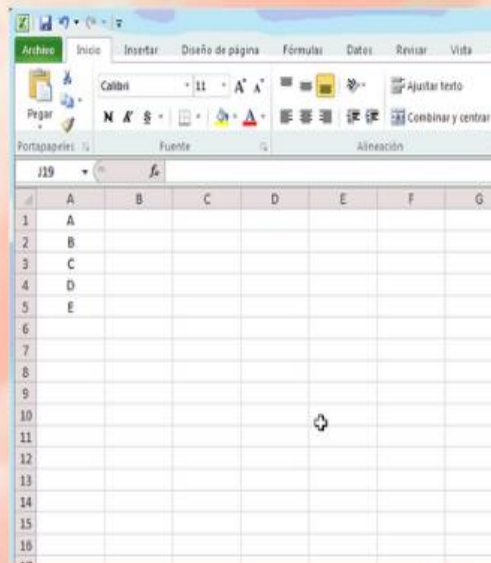 Archivo Inicio Insertar Diseño de página Fórmulas Datos Revisar Vista
Calibri 11 A A Ajustar texto
Pegar N K S A Combinar y centrar
Portapapeles Fuente Alineación
J19 fx
A B C D E F G
1 A
2 B
3 C
4 D
5 E
6
7
8
9
10
11
12
13
14
15
16
17